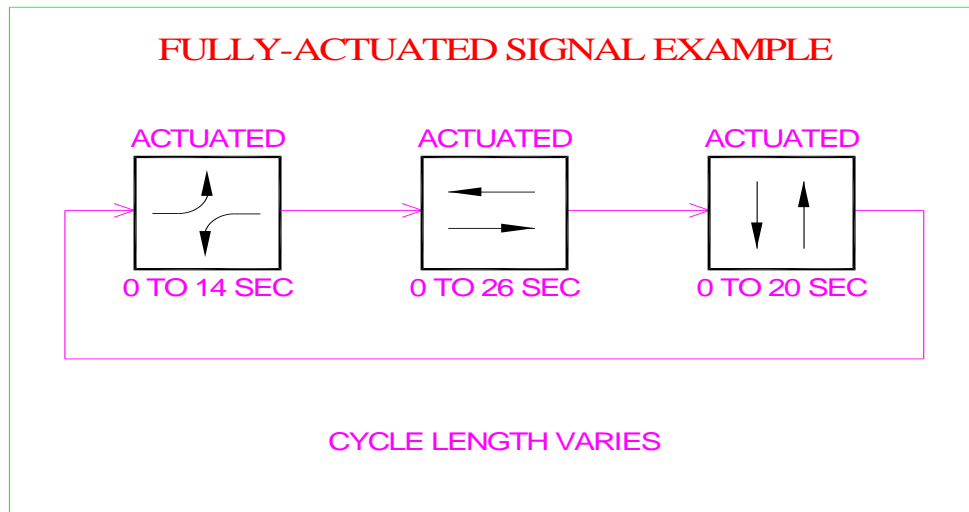 FULLY-ACTUATED SIGNAL EXAMPLE
ACTUATED
ACTUATED
ACTUATED
0 TO 14 SEC
0 TO 26 SEC
0 TO 20 SEC
CYCLE LENGTH VARIES